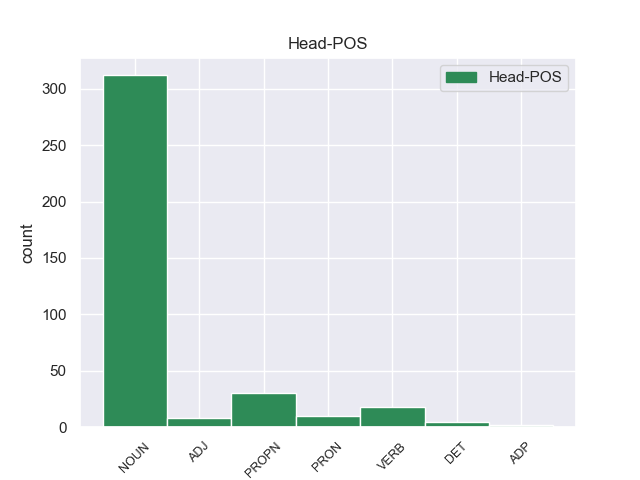 Head-POS
Head-POS
count
300
250
200
150
100
50
0
NOUN
ADJ
PROPN
PRON
VERB
DET
ADP